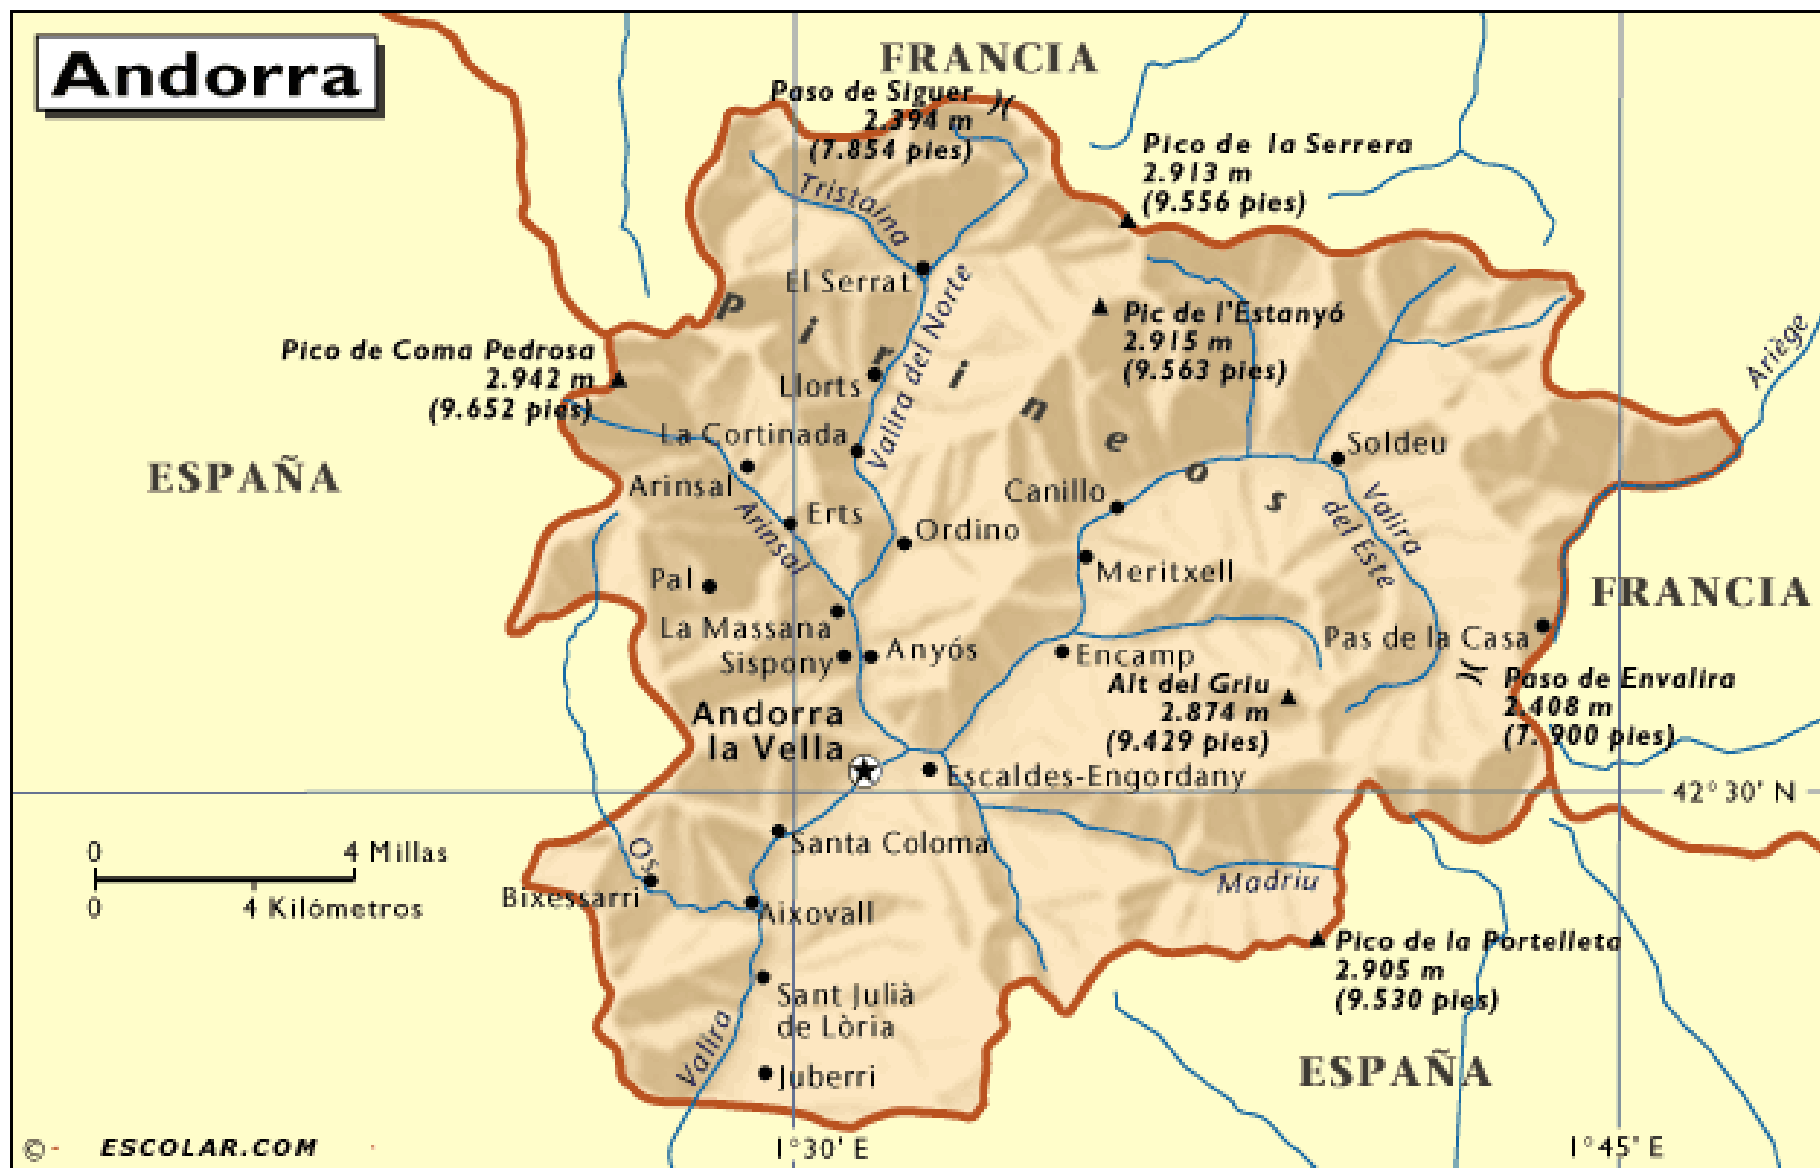 Andorra
FRANCIA
Paso de Siguer
2.394 m
(7.854 pies)
Pico de la Serrera
2.913 m
(9.556 pies)
Tristaina
El Serrat
Valira del Norte
Pirineos
Pic de l'Estanyó
2.915 m
(9.563 pies)
Ariège
Pico de Coma Pedrosa
2.942 m
(9.652 pies)
Llorts
La Cortinada
Soldeu
ESPAÑA
Arinsal
Arinsal
Erts
Canillo
Ordino
Valira
del Este
Meritxell
Pal
FRANCIA
La Massana
Sispony
Anyós
Encamp
Pas de la Casa
Alt del Griu
2.874 m
(9.429 pies)
Paso de Envalira
2.408 m
(7.900 pies)
Andorra
la Vella
Escaldes-Engordany
42° 30' N
Santa Coloma
0 4 Millas
0 4 Kilómetros
Os
Bixessarri
Aixovall
Madriu
Pico de la Portelleta
2.905 m
(9.530 pies)
Sant Julià
de Lòria
Valira
Juberri
ESPAÑA
© ESCOLAR.COM
1°30' E
1°45' E